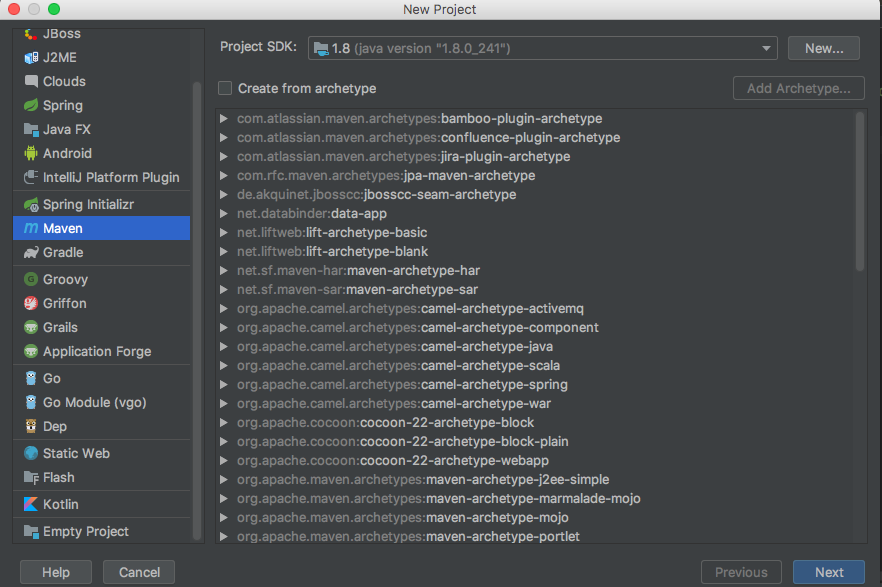 New Project
JBoss
J2ME
Clouds
Spring
Java FX
Android
IntelliJ Platform Plugin
Spring Initializr
Maven
Gradle
Groovy
Griffon
Grails
Application Forge
Go
Go Module (vgo)
Dep
Static Web
Flash
Kotlin
Empty Project
Project SDK: 1.8 (java version "1.8.0_241") New...
Create from archetype Add Archetype...
com.atlassian.maven.archetypes:bamboo-plugin-archetype
com.atlassian.maven.archetypes:confluence-plugin-archetype
com.atlassian.maven.archetypes:jira-plugin-archetype
com.rfc.maven.archetypes:jpa-maven-archetype
de.akquinet.jbosscc:jbosscc-seam-archetype
net.databinder:data-app
net.liftweb:lift-archetype-basic
net.liftweb:lift-archetype-blank
net.sf.maven-har:maven-archetype-har
net.sf.maven-sar:maven-archetype-sar
org.apache.camel.archetypes:camel-archetype-activemq
org.apache.camel.archetypes:camel-archetype-component
org.apache.camel.archetypes:camel-archetype-java
org.apache.camel.archetypes:camel-archetype-scala
org.apache.camel.archetypes:camel-archetype-spring
org.apache.camel.archetypes:camel-archetype-war
org.apache.cocoon:cocoon-22-archetype-block
org.apache.cocoon:cocoon-22-archetype-block-plain
org.apache.cocoon:cocoon-22-archetype-webapp
org.apache.maven.archetypes:maven-archetype-j2ee-simple
org.apache.maven.archetypes:maven-archetype-marmalade-mojo
org.apache.maven.archetypes:maven-archetype-mojo
org.apache.maven.archetypes:maven-archetype-portlet
Help Cancel Previous Next